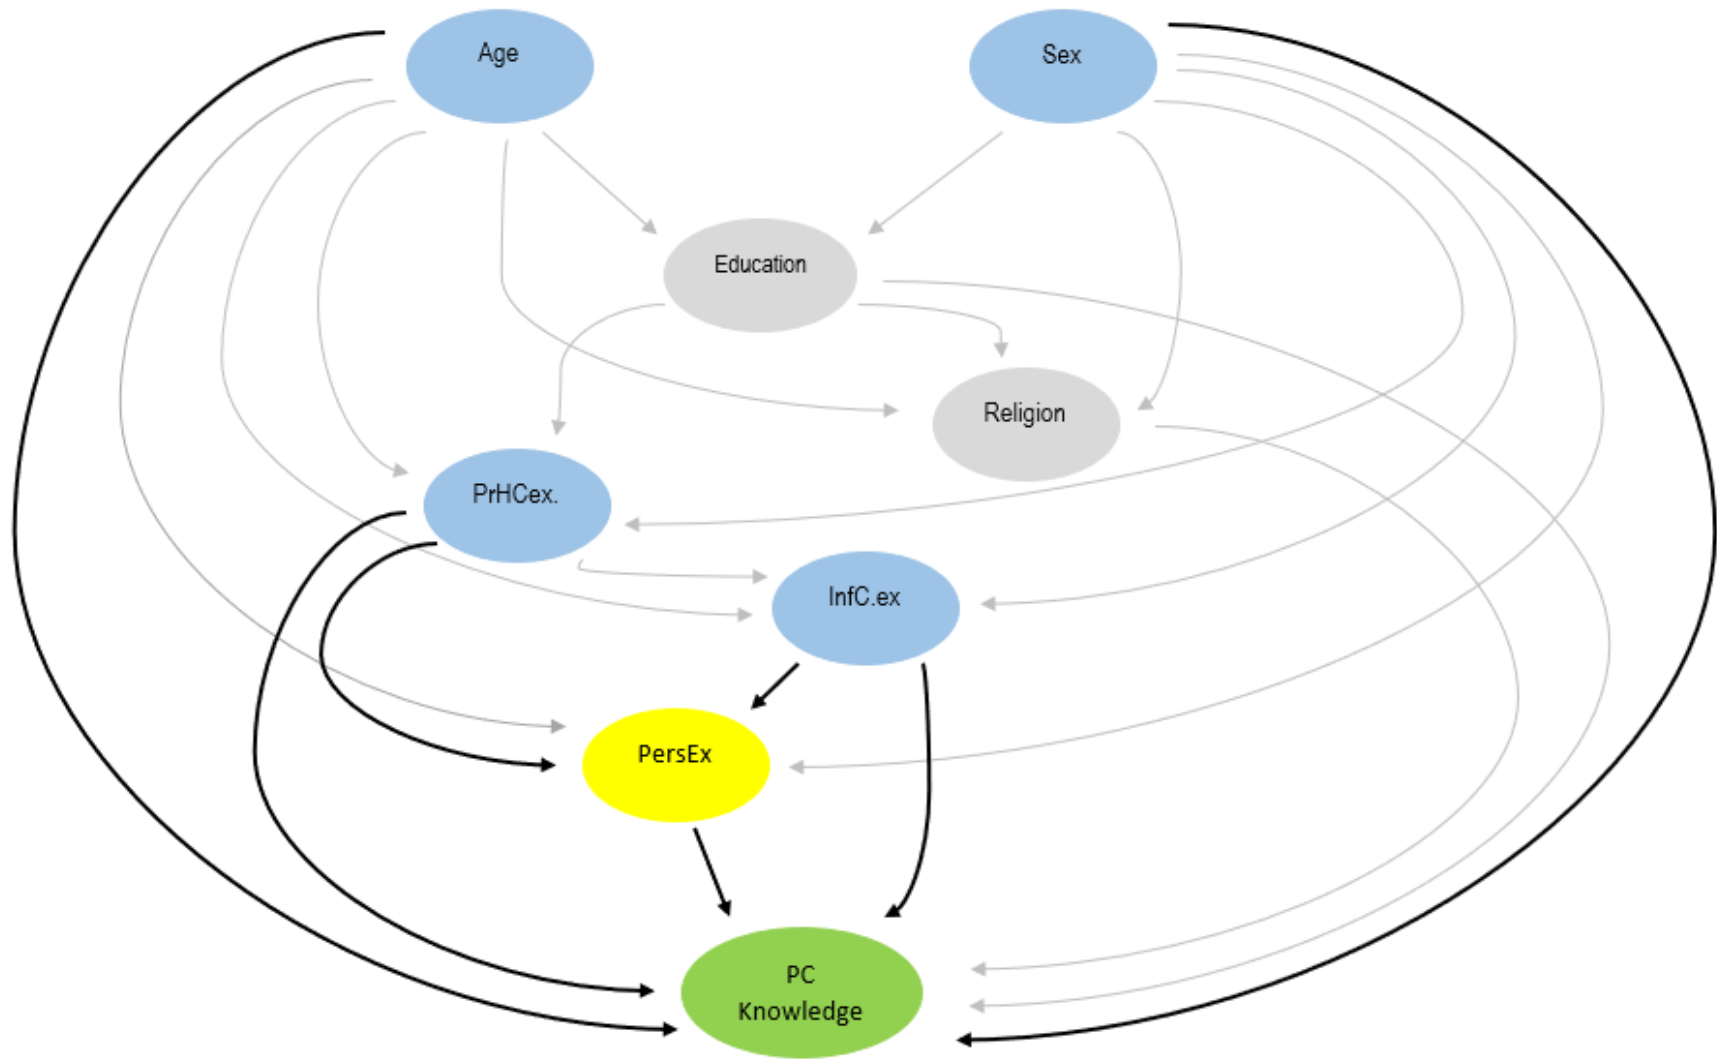 Age
Sex
Education
Religion
PrHCex.
InfC.ex
PersEx
PC
Knowledge